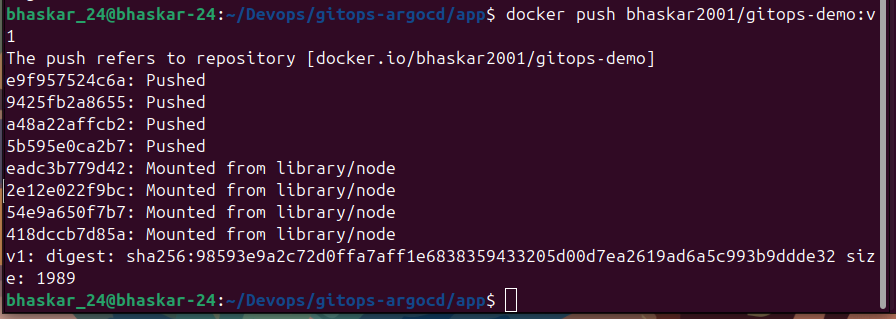 bhaskar_24@bhaskar-24:~/Devops/gitops-argocd/app$ docker push bhaskar2001/gitops-demo:v
1
The push refers to repository [docker.io/bhaskar2001/gitops-demo]
e9f957524c6a: Pushed
9425fb2a8655: Pushed
a48a22affcb2: Pushed
5b595e0ca2b7: Pushed
eadc3b779d42: Mounted from library/node
2e12e022f9bc: Mounted from library/node
54e9a650f7b7: Mounted from library/node
418dccb7d85a: Mounted from library/node
v1: digest: sha256:98593e9a2c72d0ffa7aff1e6838359433205d00d7ea2619ad6a5c993b9ddde32 siz
e: 1989
bhaskar_24@bhaskar-24:~/Devops/gitops-argocd/app$